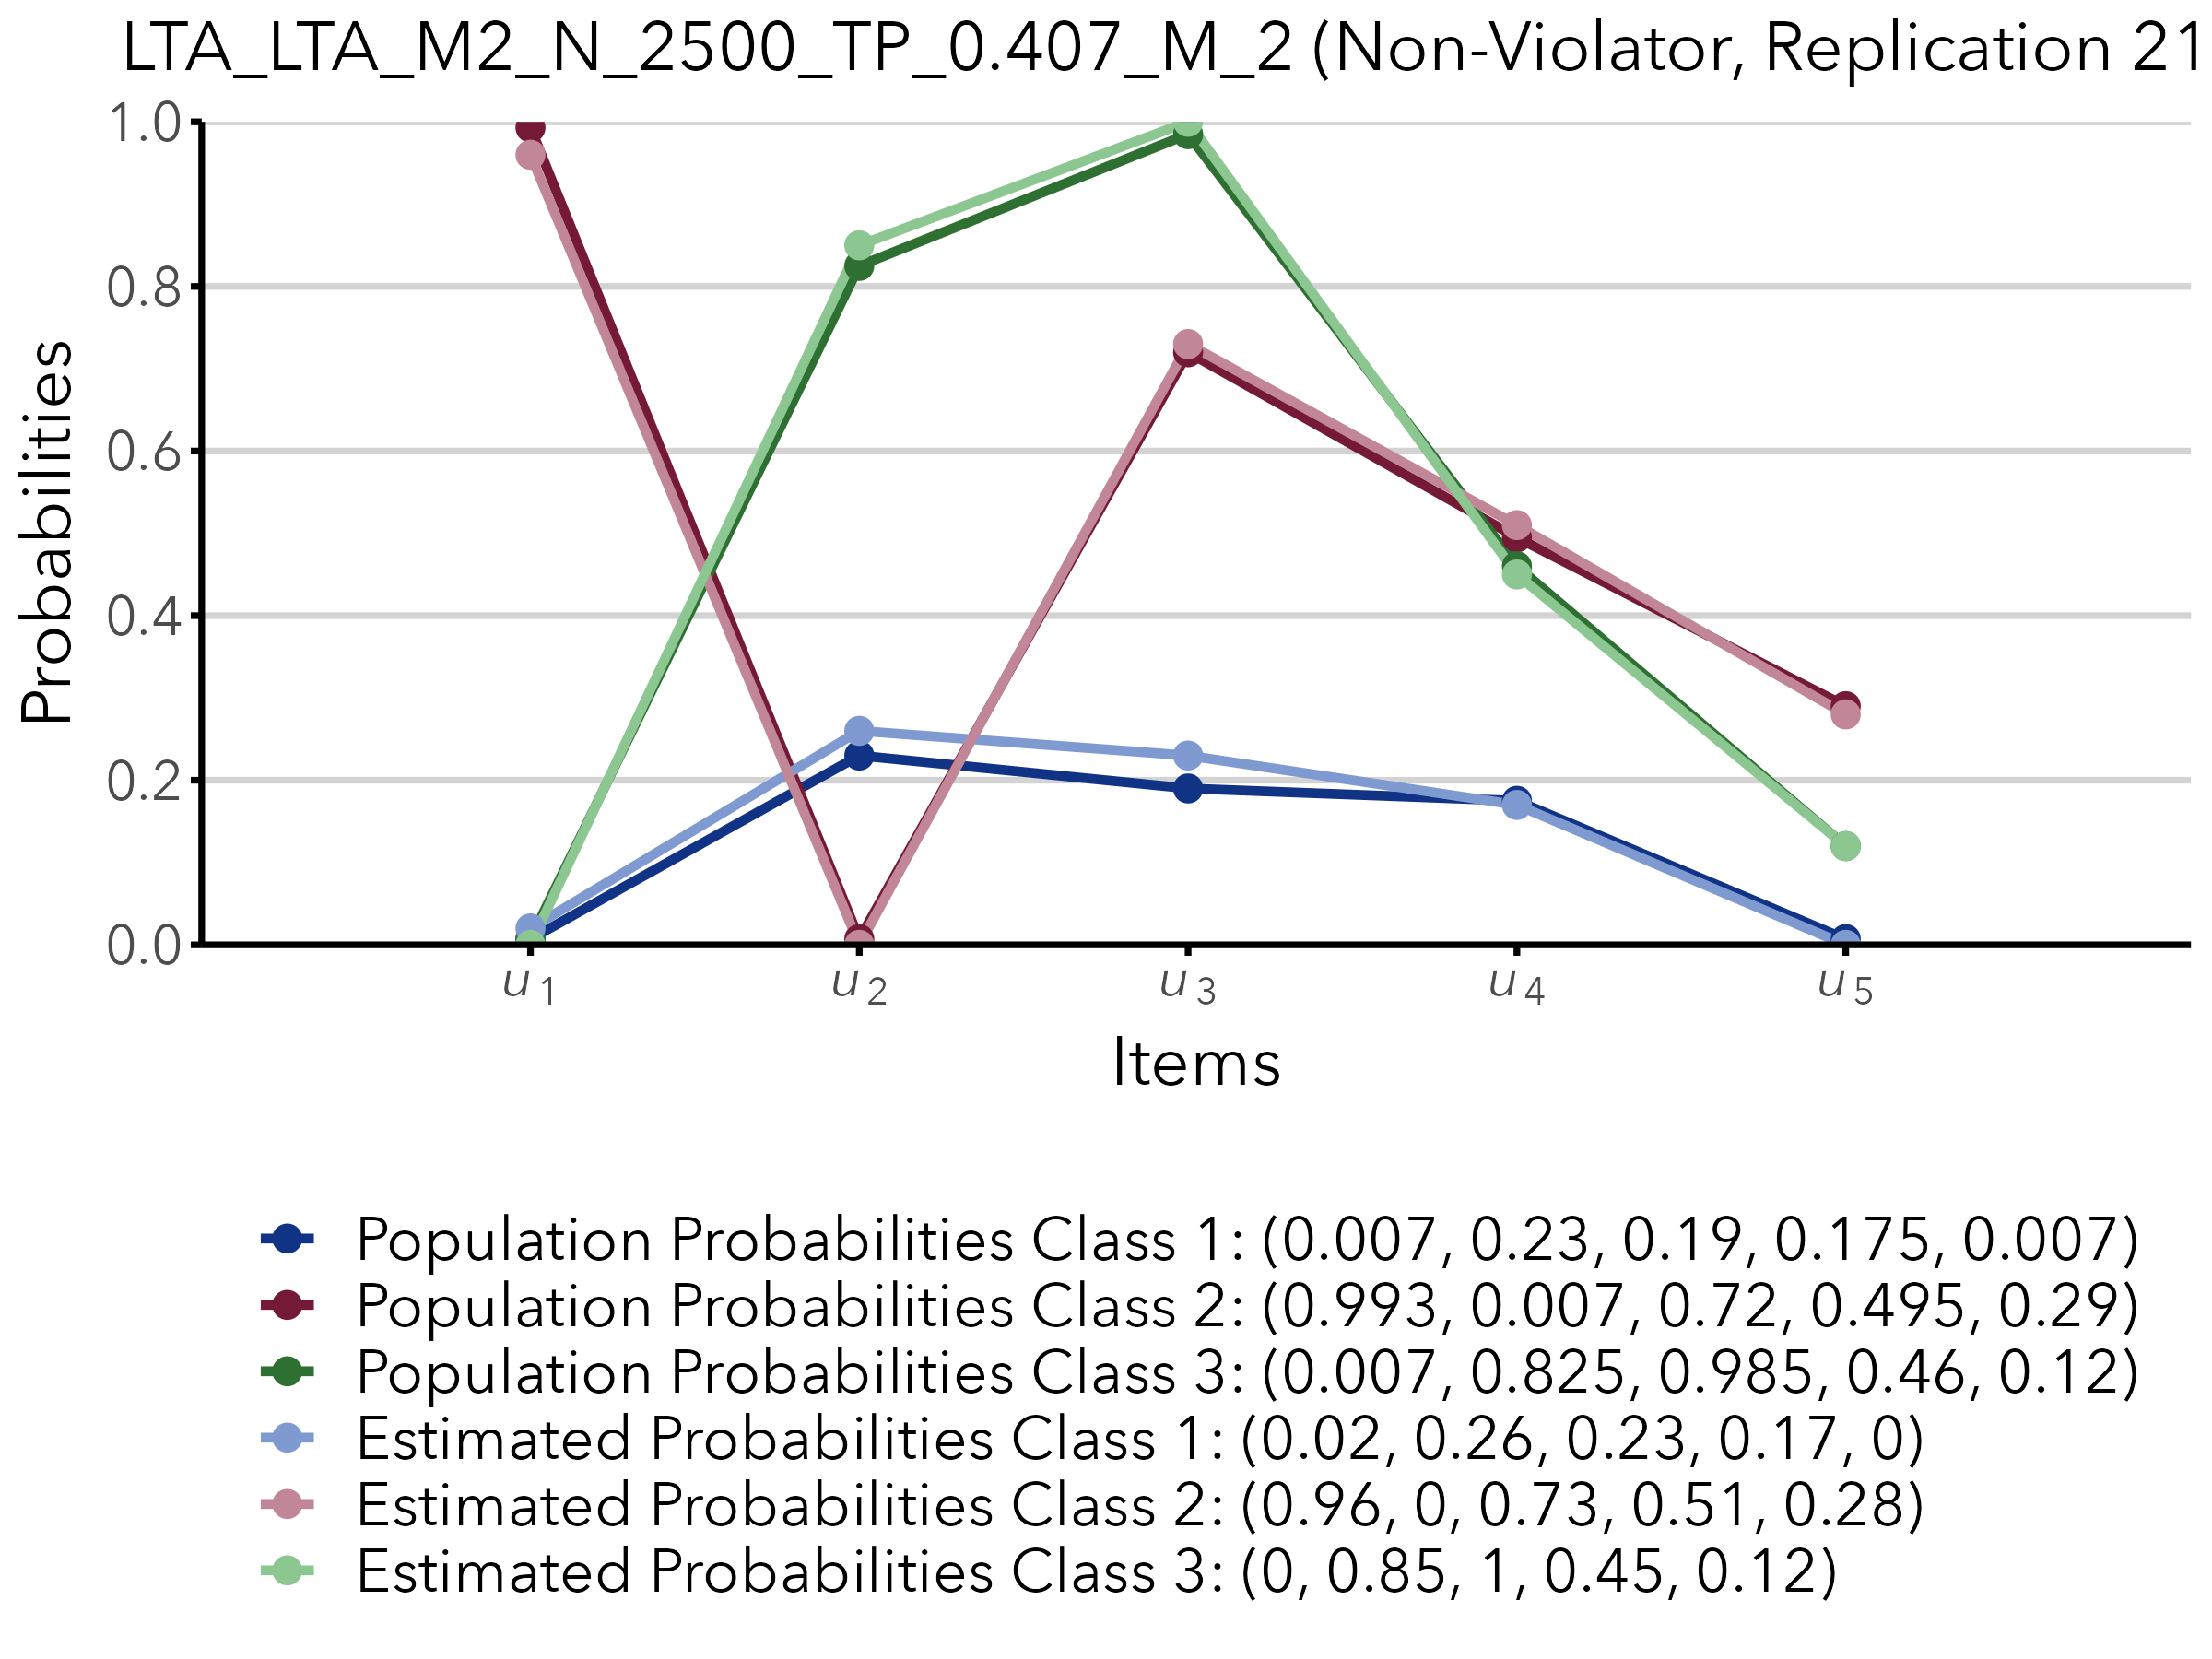 LTA_LTA_M2_N_2500_TP_0.407_M_2 (Non-Violator, Replication 21
Probabilities
1.0
0.8
0.6
0.4
0.2
0.0
u1 u2 u3 u4 u5
Items
Population Probabilities Class 1: (0.007, 0.23, 0.19, 0.175, 0.007)
Population Probabilities Class 2: (0.993, 0.007, 0.72, 0.495, 0.29)
Population Probabilities Class 3: (0.007, 0.825, 0.985, 0.46, 0.12)
Estimated Probabilities Class 1: (0.02, 0.26, 0.23, 0.17, 0)
Estimated Probabilities Class 2: (0.96, 0, 0.73, 0.51, 0.28)
Estimated Probabilities Class 3: (0, 0.85, 1, 0.45, 0.12)